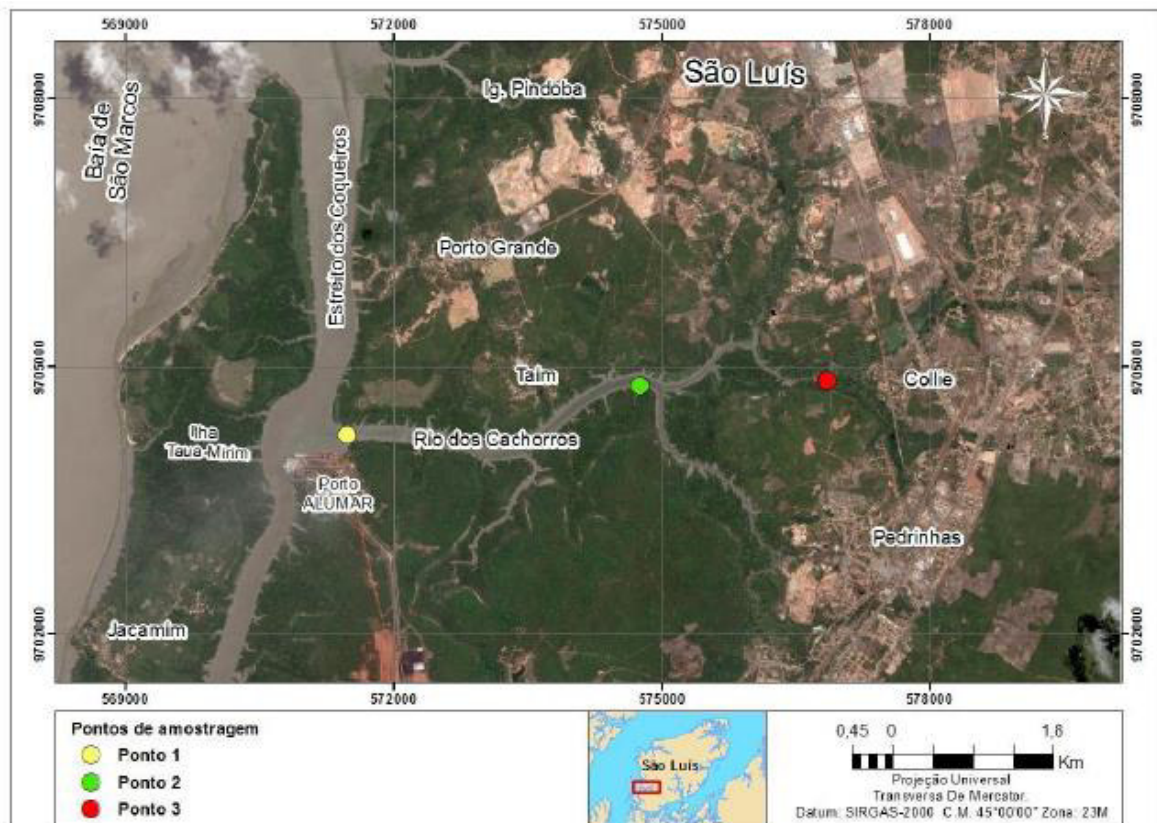 569000
572000
575000
578000
São Luís
Ig. Pindoba
9708000
9708000
Baía de
São Marcos
Estreito dos Coqueiros
Porto Grande
9705000
9705000
Taim
Collie
Ilha
Taua-Mirim
Rio dos Cachorros
Porto
ALUMAR
Pedrinhas
Jacamim
9702000
9702000
569000
572000
575000
578000
Pontos de amostragem
Ponto 1
Ponto 2
Ponto 3
São Luís
0,45 0 1,8
Km
Projeção Universal
Transversa De Mercator.
Datum: SIRGAS-2000 C.M. 45°00'00" Zona: 23M